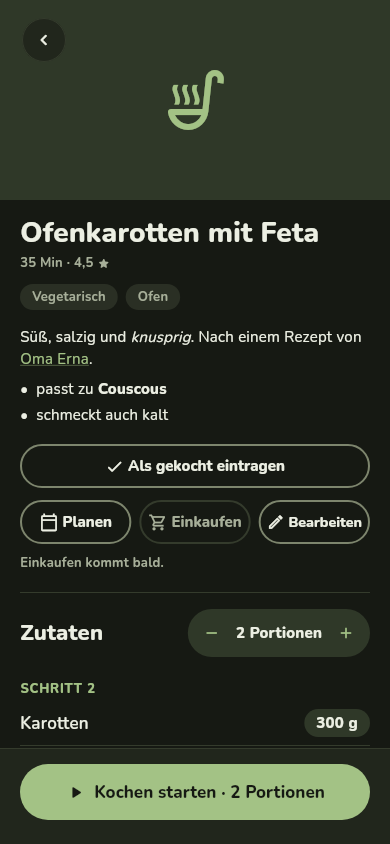 Ofenkarotten mit Feta
35 Min · 4,5 ★
Vegetarisch
Ofen
Süß, salzig und knusprig. Nach einem Rezept von
Oma Erna.
• passt zu Couscous
• schmeckt auch kalt
Als gekocht eintragen
Planen
Einkaufen
Bearbeiten
Einkaufen kommt bald.
Zutaten
− 2 Portionen +
SCHRITT 2
Karotten
300 g
Kochen starten · 2 Portionen